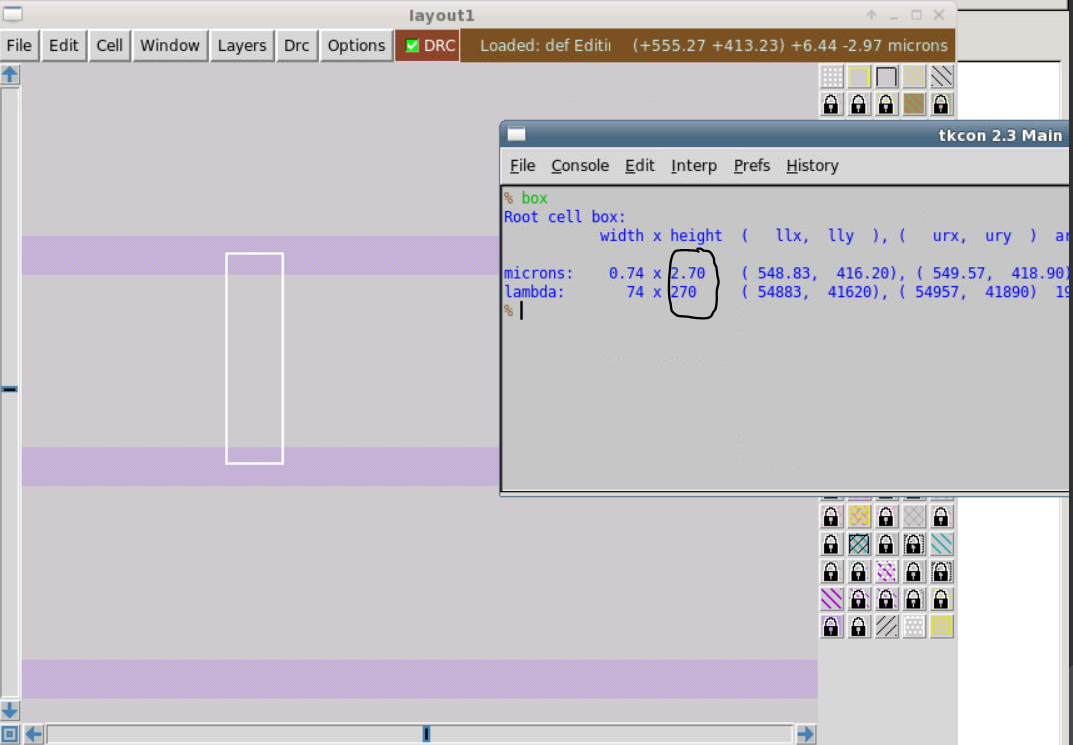 layout1
File Edit Cell Window Layers Drc Options DRC Loaded: def Editi (+555.27 +413.23) +6.44 -2.97 microns
tkcon 2.3 Main
File Console Edit Interp Prefs History
% box
Root cell box:
width x height ( llx, lly ), ( urx, ury ) ar
microns: 0.74 x 2.70 ( 548.83, 416.20), ( 549.57, 418.90)
lambda: 74 x 270 ( 54883, 41620), ( 54957, 41890) 19
%